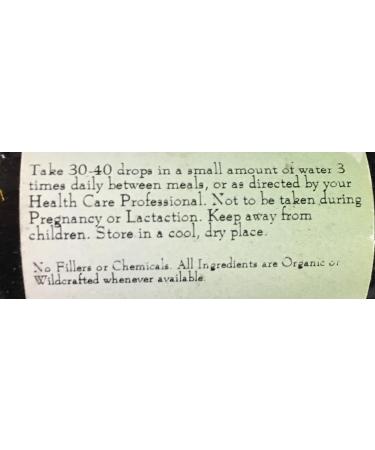 Take 30-40 drops in a small amount of water 3
times daily between meals, or as directed by your
Health Care Professional. Not to be taken during
Pregnancy or Lactaction. Keep away from
children. Store in a cool, dry place.
No Fillers or Chemicals. All Ingredients are Organic or
Wildcrafted whenever available.